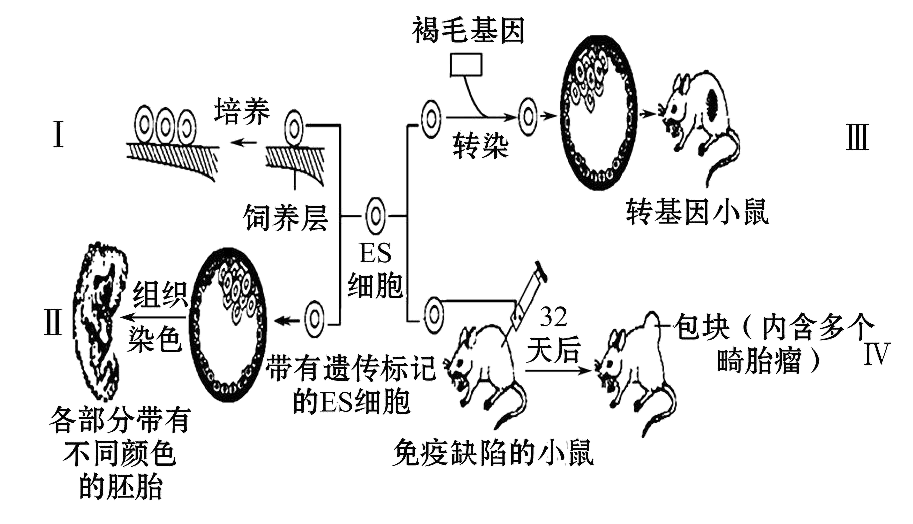 褐毛基因
Ⅰ
培养
转染
Ⅲ
饲养层
转基因小鼠
ES
细胞
Ⅱ
组织
染色
带有遗传标记
的ES细胞
32
天后
包块（内含多个
畸胎瘤）
Ⅳ
各部分带有
不同颜色
的胚胎
免疫缺陷的小鼠